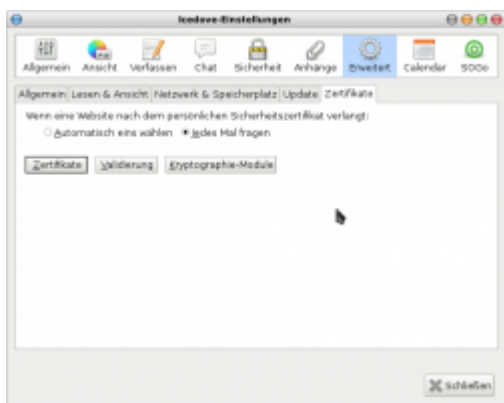 Icedove-Einstellungen
Allgemein Ansicht Verfassen Chat Sicherheit Anhänge Erweitert Calendar SOGo
Allgemein Lesen & Ansicht Netzwerk & Speicherplatz Update Zertifikate
Wenn eine Website nach dem persönlichen Sicherheitszertifikat verlangt:
Automatisch eins wählen Jedes Mal fragen
Zertifikate Validierung Kryptographie-Module
Schließen